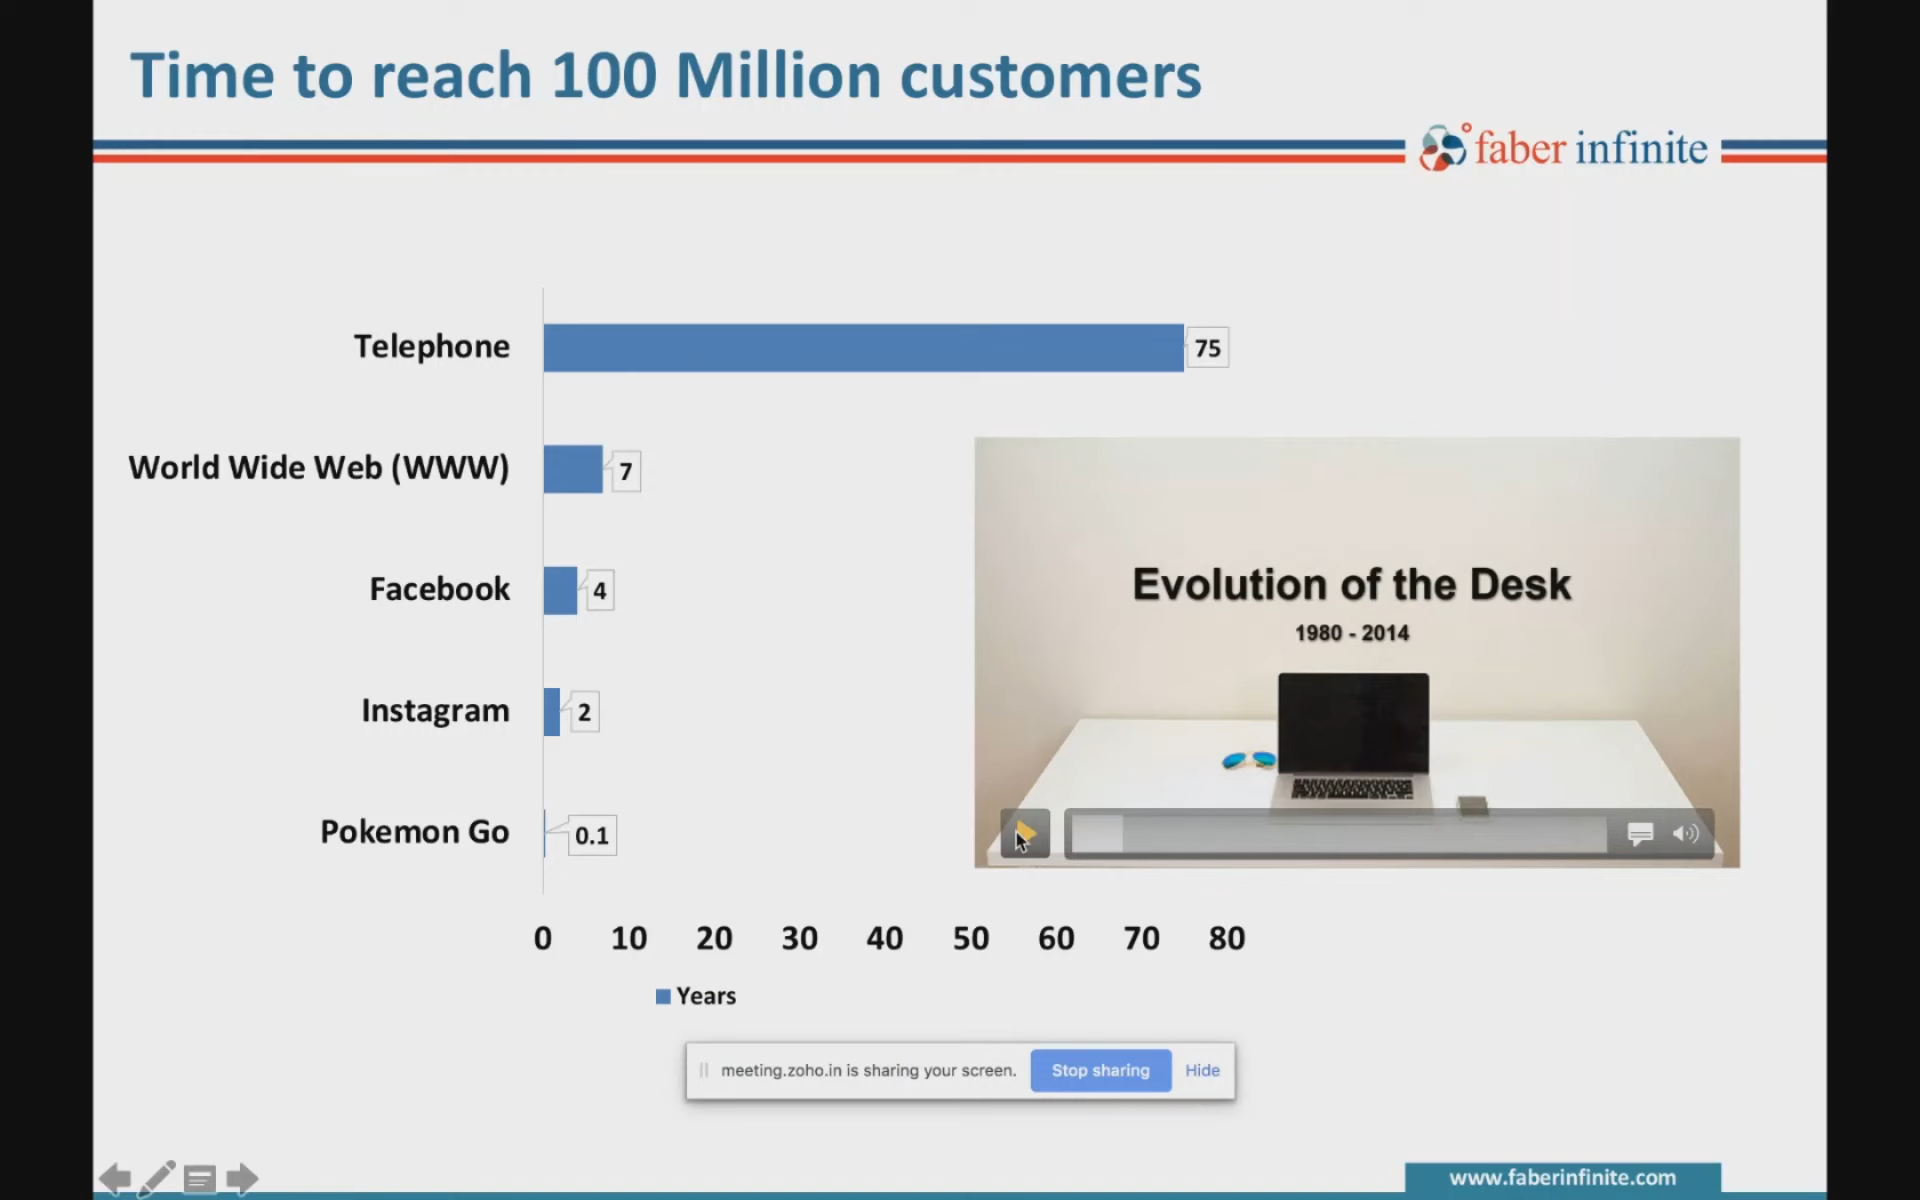 Time to reach 100 Million customers
faber infinite
Telephone
75
World Wide Web (WWW)
7
Facebook
4
Instagram
2
Pokemon Go
0.1
0 10 20 30 40 50 60 70 80
Years
Evolution of the Desk
1980 - 2014
meeting.zoho.in is sharing your screen.
Stop sharing
Hide
www.faberinfinite.com